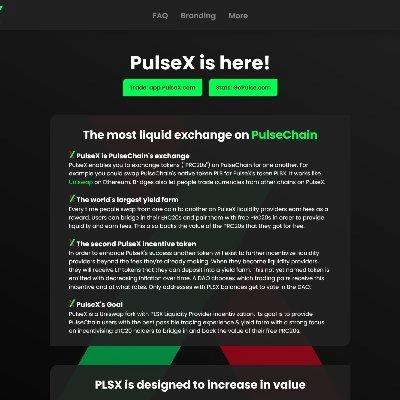 FAQ Branding More
PulseX is here!
Trade: app.PulseX.com Stats: GoPulse.com
The most liquid exchange on PulseChain
PulseX is PulseChain's exchange
PulseX enables you to exchange tokens ("PRC20s") on PulseChain for one another. For
example you could swap PulseChain's native token PLS for PulseX's token PLSX. It works like
Uniswap on Ethereum. Bridges also let people trade currencies from other chains on PulseX.
The world's largest yield farm
Every time people swap from one coin to another on PulseX liquidity providers earn fees as a
reward. Users can bridge in their ERC20s and pair them with free PRC20s in order to provide
liquidity and earn fees. This also backs the value of the PRC20s that they got for free.
The second PulseX incentive token
In order to enhance PulseX's success another token will exist to further incentivize liquidity
providers beyond the fees they're already making. When they become liquidity providers,
they will receive LP tokens that they can deposit into a yield farm. This not yet named token is
emitted with decreasing inflation over time. A DAO chooses which trading pairs receive this
incentive and at what rates. Only addresses with PLSX balances get to vote in the DAO.
PulseX's Goal
PulseX is a Uniswap fork with PLSX Liquidity Provider incentivization. Its goal is to provide
PulseChain users with the best possible trading experience & yield farm with a strong focus
on incentivising ERC20 holders to bridge in and back the value of their free PRC20s.
PLSX is designed to increase in value